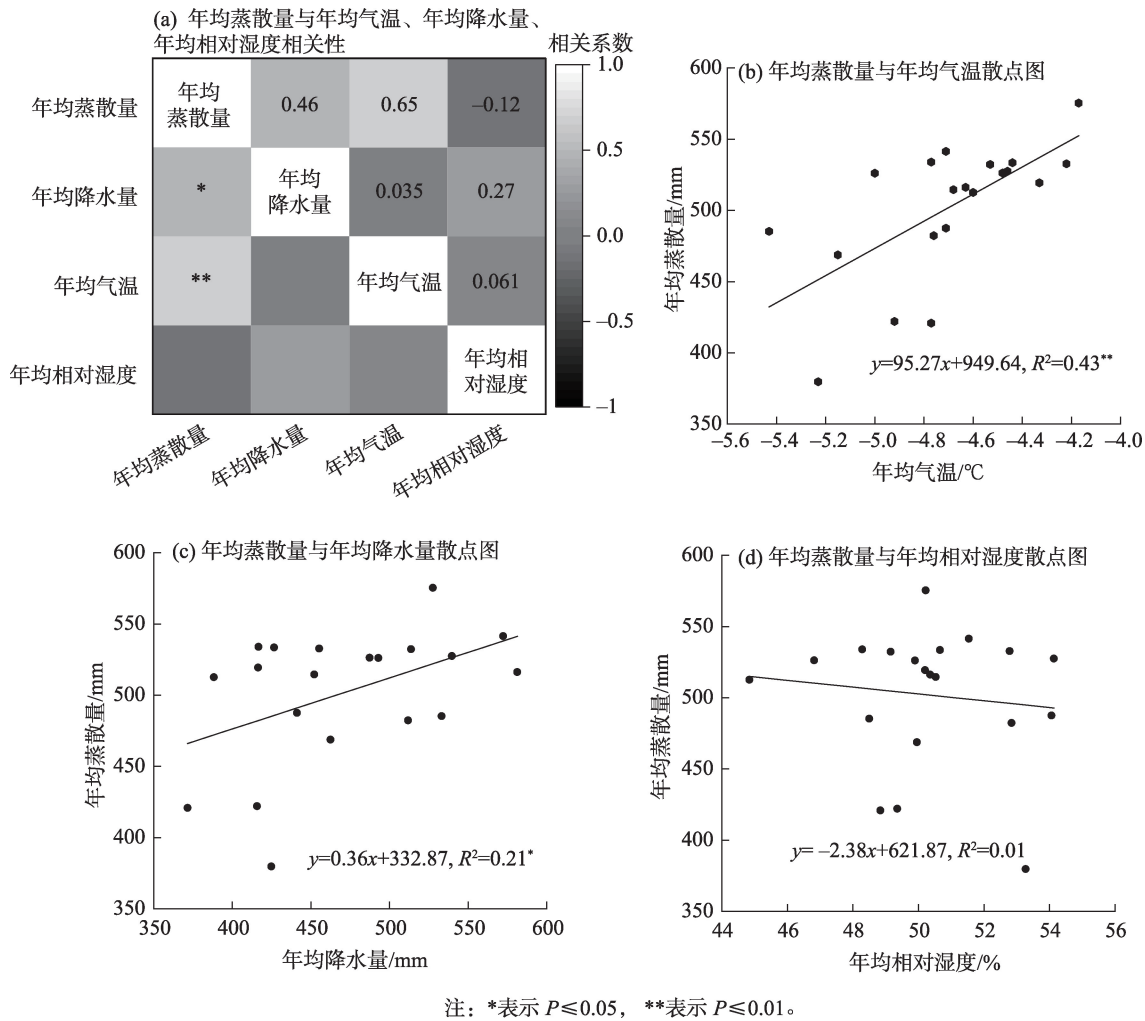 (a) 年均蒸散量与年均气温、年均降水量、
年均相对湿度相关性
相关系数
年均蒸散量
年均降水量
年均气温
年均相对湿度
年均
蒸散量
0.46
0.65
−0.12
*
年均
降水量
0.035
0.27
**
年均气温
0.061
年均相
对湿度
1.0
0.5
0.0
−0.5
−1
年均蒸散量
年均降水量
年均气温
年均相对湿度
(b) 年均蒸散量与年均气温散点图
年均蒸散量/mm
600
550
500
450
400
350
y=95.27x+949.64, R²=0.43**
−5.6 −5.4 −5.2 −5.0 −4.8 −4.6 −4.4 −4.2 −4.0
年均气温/℃
(c) 年均蒸散量与年均降水量散点图
年均蒸散量/mm
600
550
500
450
400
350
y=0.36x+332.87, R²=0.21*
350 400 450 500 550 600
年均降水量/mm
(d) 年均蒸散量与年均相对湿度散点图
年均蒸散量/mm
600
550
500
450
400
350
y= −2.38x+621.87, R²=0.01
44 46 48 50 52 54 56
年均相对湿度/%
注：*表示 P≤0.05， **表示 P≤0.01。